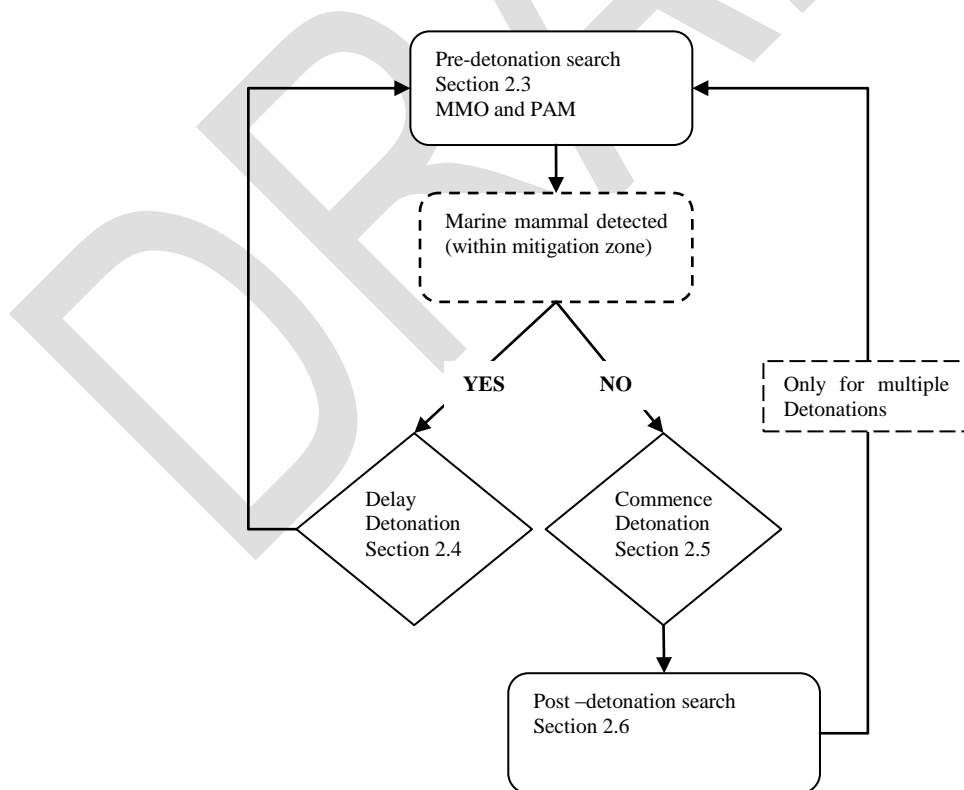 Pre-detonation search
Section 2.3
MMO and PAM
Marine mammal detected
(within mitigation zone)
YES
NO
Only for multiple
Detonations
Delay
Detonation
Section 2.4
Commence
Detonation
Section 2.5
Post –detonation search
Section 2.6